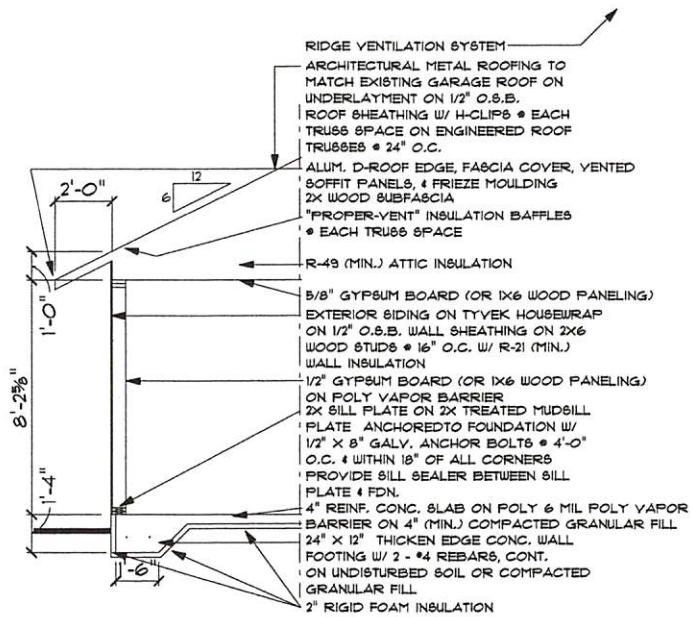 RIDGE VENTILATION SYSTEM
ARCHITECTURAL METAL ROOFING TO
MATCH EXISTING GARAGE ROOF ON
UNDERLAYMENT ON 1/2" O.S.B.
ROOF SHEATHING W/ H-CLIPS @ EACH
TRUSS SPACE ON ENGINEERED ROOF
TRUSSES @ 24" O.C.
ALUM. D-ROOF EDGE, FASCIA COVER, VENTED
SOFFIT PANELS, & FRIEZE MOULDING
2X WOOD SUBFASCIA
"PROPER-VENT" INSULATION BAFFLES
@ EACH TRUSS SPACE
R-49 (MIN.) ATTIC INSULATION
5/8" GYPSUM BOARD (OR 1X6 WOOD PANELING)
EXTERIOR SIDING ON TYVEK HOUSEWRAP
ON 1/2" O.S.B. WALL SHEATHING ON 2X6
WOOD STUDS @ 16" O.C. W/ R-21 (MIN.)
WALL INSULATION
1/2" GYPSUM BOARD (OR 1X6 WOOD PANELING)
ON POLY VAPOR BARRIER
2X SILL PLATE ON 2X TREATED MUDSILL
PLATE ANCHOREDTO FOUNDATION W/
1/2" X 8" GALV. ANCHOR BOLTS @ 4'-0"
O.C. & WITHIN 18" OF ALL CORNERS
PROVIDE SILL SEALER BETWEEN SILL
PLATE & FDN.
4" REINF. CONC. SLAB ON POLY 6 MIL POLY VAPOR
BARRIER ON 4" (MIN.) COMPACTED GRANULAR FILL
24" X 12" THICKEN EDGE CONC. WALL
FOOTING W/ 2 - #4 REBARS, CONT.
ON UNDISTURBED SOIL OR COMPACTED
GRANULAR FILL
2" RIGID FOAM INSULATION
2'-0"
12
6
1'-0"
8'-2⅝"
1'-4"
1'-6"